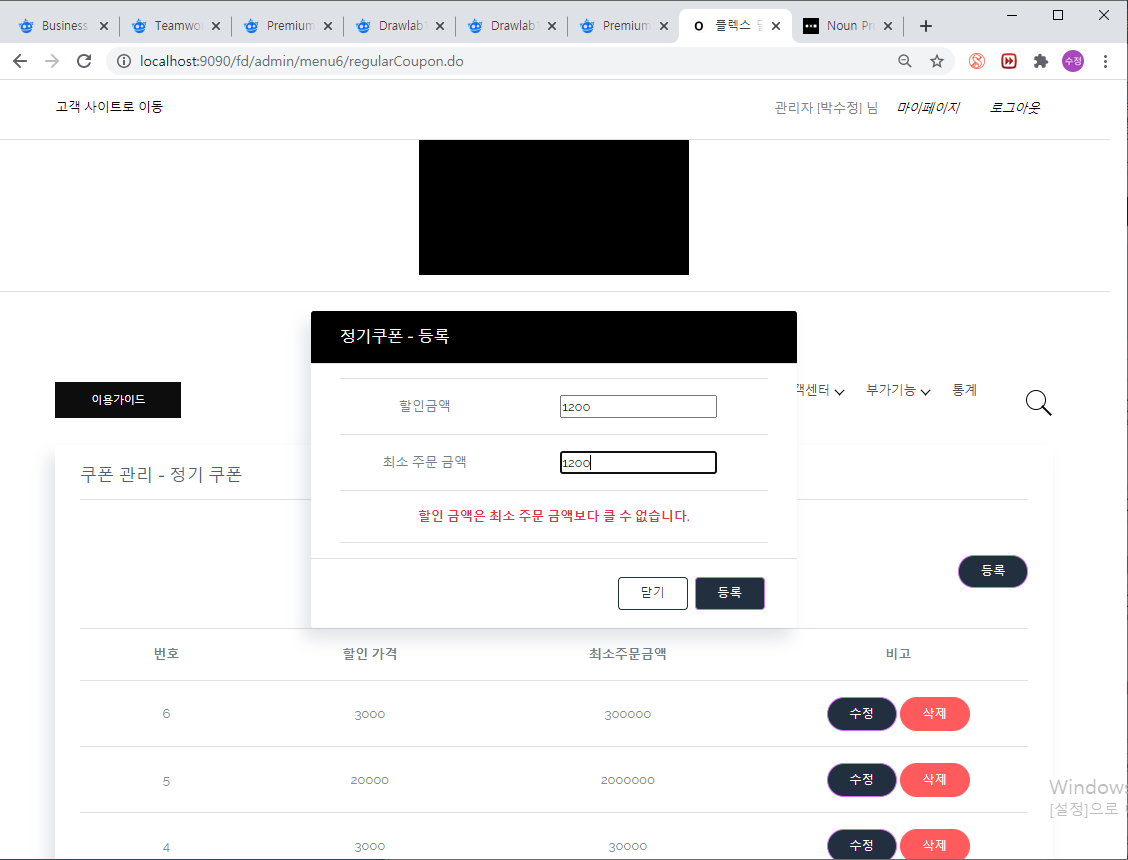 Business
Teamwo
Premium
Drawlab
Drawlab
Premium
플렉스
Noun Pr
localhost:9090/fd/admin/menu6/regularCoupon.do
수정
고객 사이트로 이동
관리자 [박수정] 님 마이페이지 로그아웃
정기쿠폰 - 등록
이용가이드
객센터 부가기능 통계
할인금액 1200
최소 주문 금액 1200
쿠폰 관리 - 정기 쿠폰
할인 금액은 최소 주문 금액보다 클 수 없습니다.
등록
닫기 등록
번호 할인 가격 최소주문금액 비고
6 3000 300000 수정 삭제
5 20000 2000000 수정 삭제
4 3000 30000 수정 삭제
Windows
[설정]으로